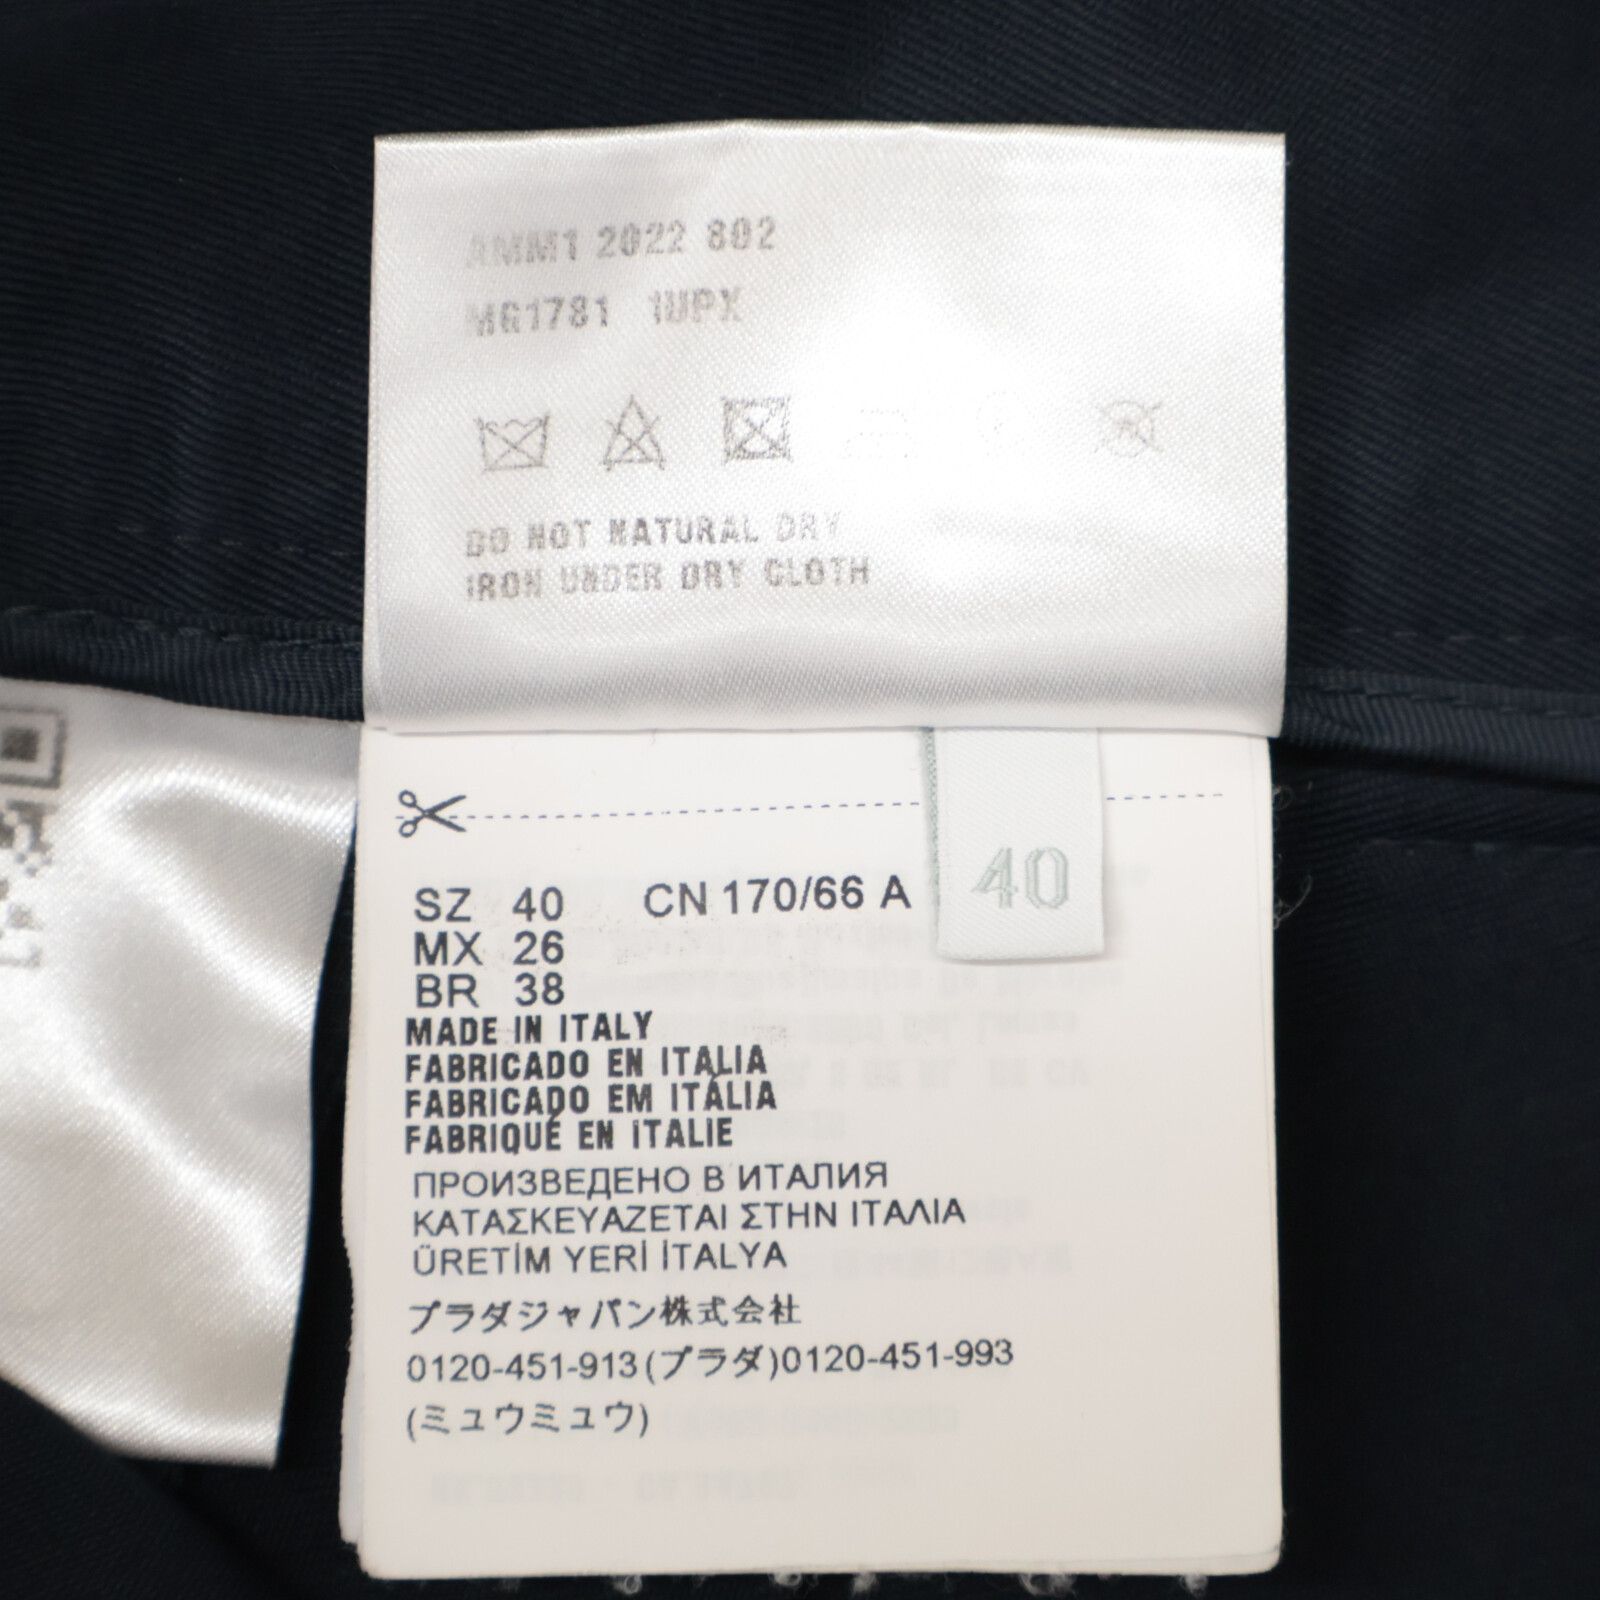 AMM1 2022 802
MG1781 1UPX
DO NOT NATURAL DRY
IRON UNDER DRY CLOTH
40
SZ 40 CN 170/66 A
MX 26
BR 38
MADE IN ITALY
FABRICADO EN ITALIA
FABRICADO EM ITÁLIA
FABRIQUÉ EN ITALIE
ПРОИЗВЕДЕНО В ИТАЛИЯ
ΚΑΤΑΣΚΕΥΑΖΕΤΑΙ ΣΤΗΝ ΙΤΑΛΙΑ
ÜRETİM YERİ İTALYA
プラダジャパン株式会社
0120-451-913(プラダ)0120-451-993
(ミュウミュウ)